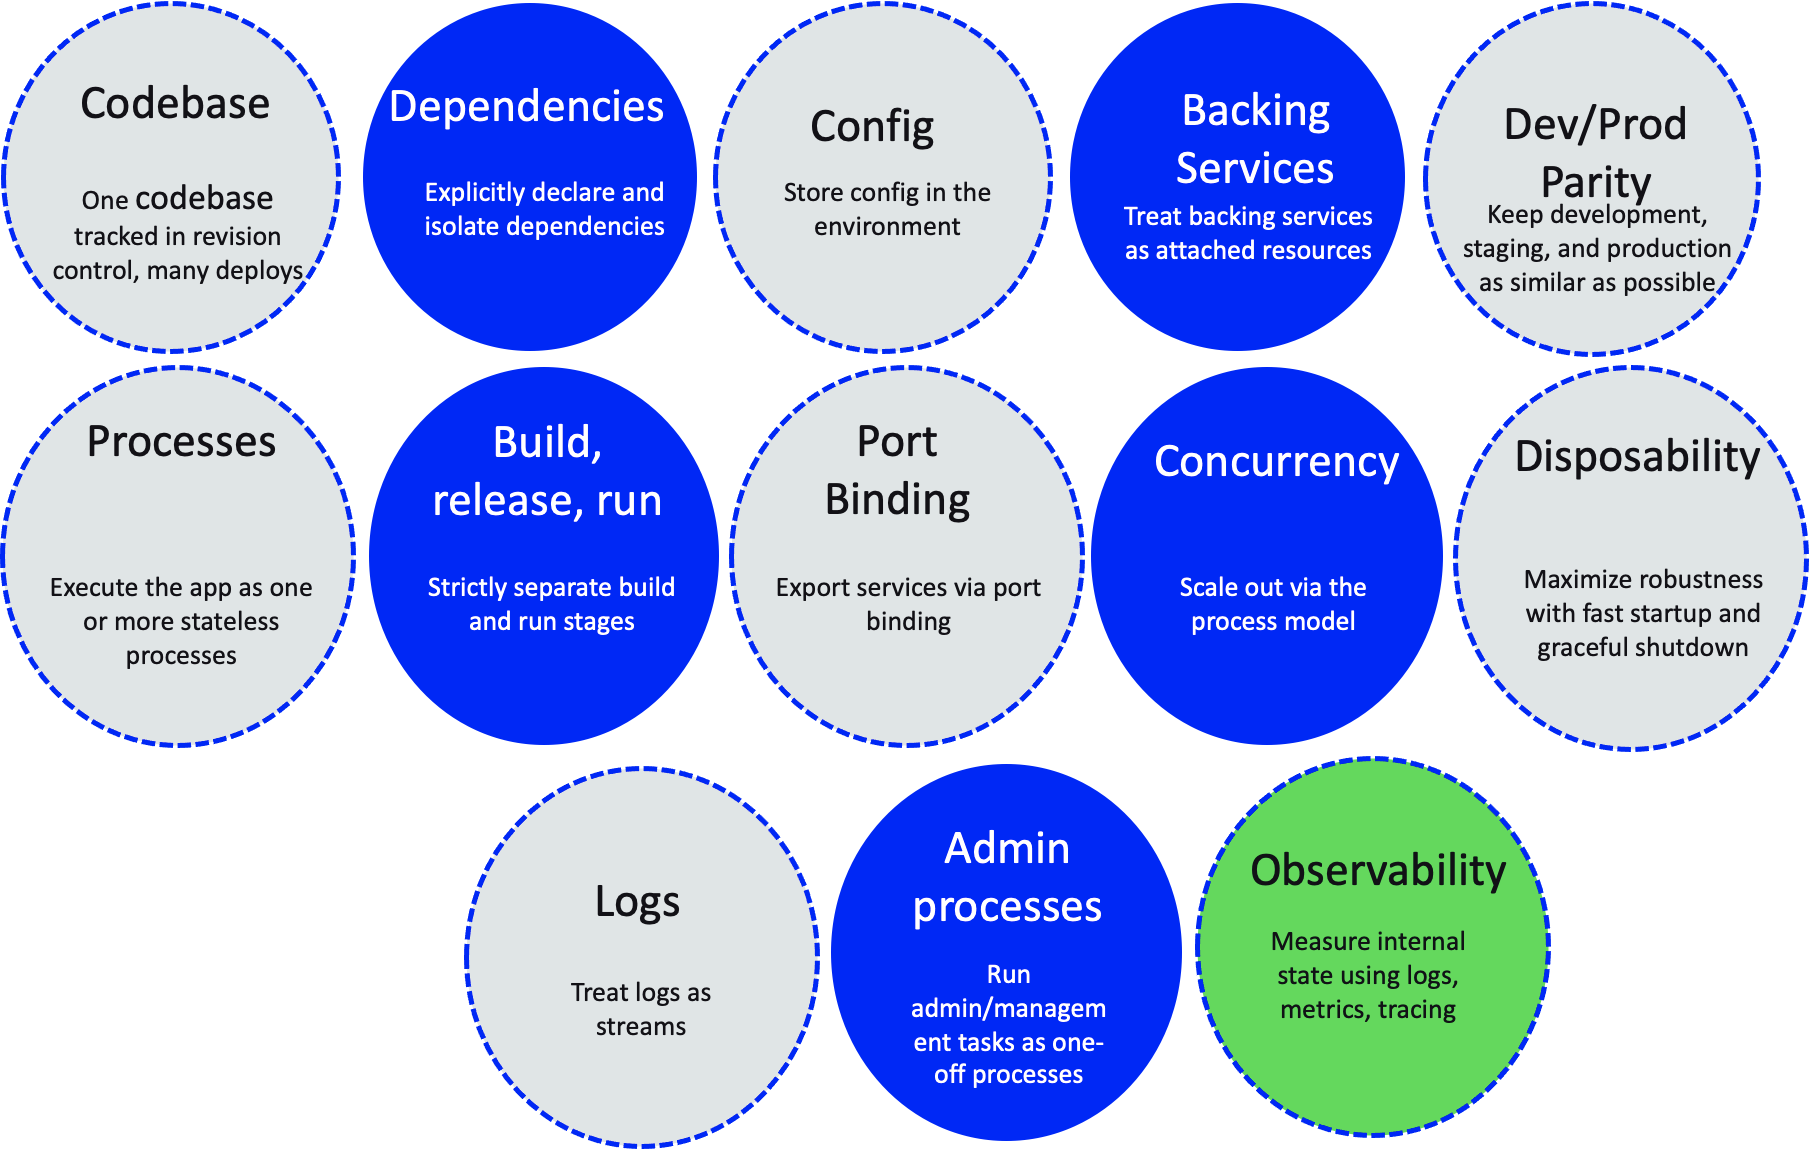 Codebase
One codebase
tracked in revision
control, many deploys
Dependencies
Explicitly declare and
isolate dependencies
Config
Store config in the
environment
Backing
Services
Treat backing services
as attached resources
Dev/Prod
Parity
Keep development,
staging, and production
as similar as possible
Processes
Execute the app as one
or more stateless
processes
Build,
release, run
Strictly separate build
and run stages
Port
Binding
Export services via port
binding
Concurrency
Scale out via the
process model
Disposability
Maximize robustness
with fast startup and
graceful shutdown
Logs
Treat logs as
streams
Admin
processes
Run
admin/managem
ent tasks as one-
off processes
Observability
Measure internal
state using logs,
metrics, tracing